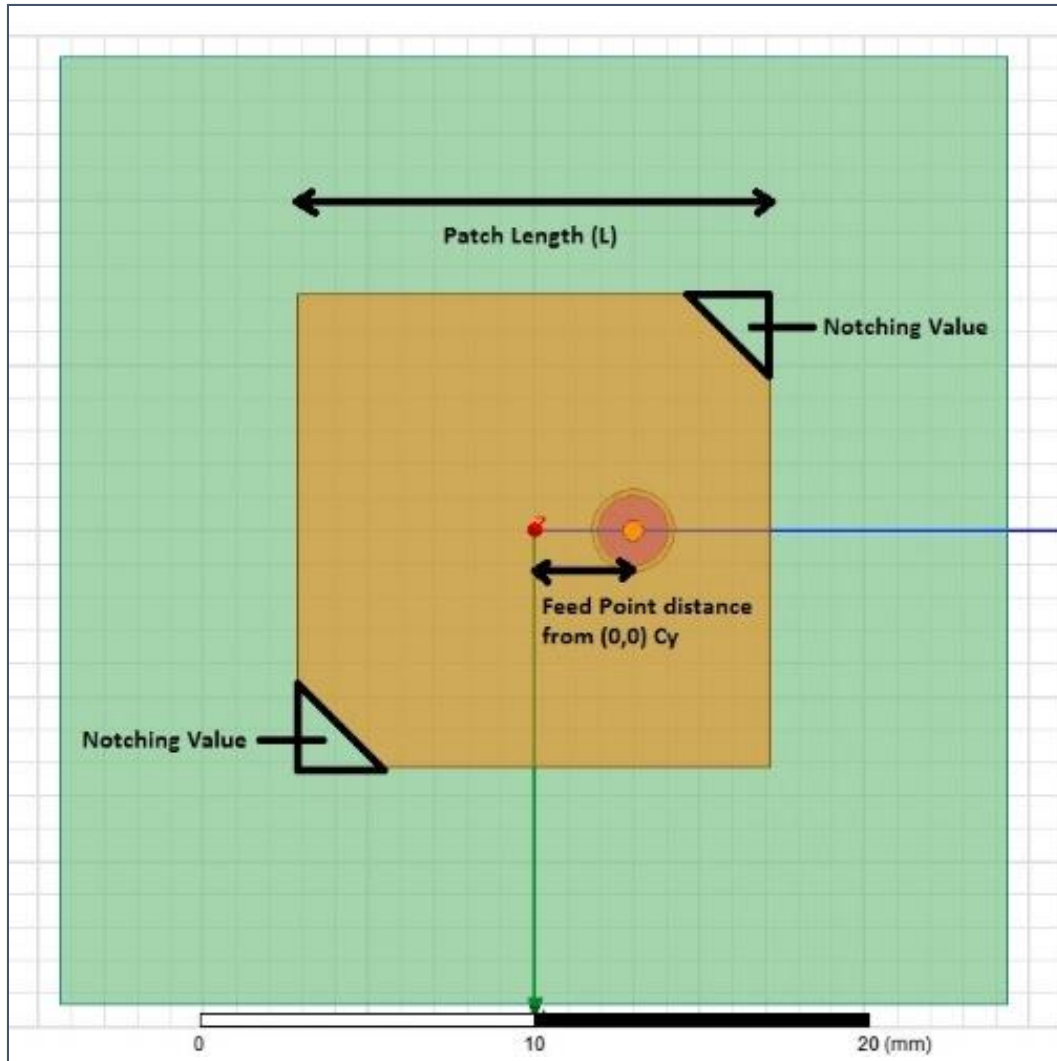 Patch Length (L)
Notching Value
Feed Point distance
from (0,0) Cy
Notching Value
0 10 20 (mm)